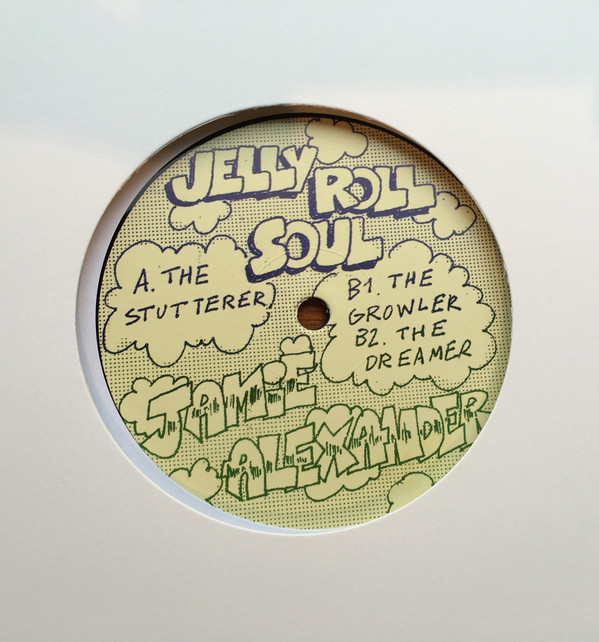 JELLY
ROLL
SOUL
A. THE
STUTTERER
B1. THE
GROWLER
B2. THE
DREAMER
JAMIE
ALEXANDER